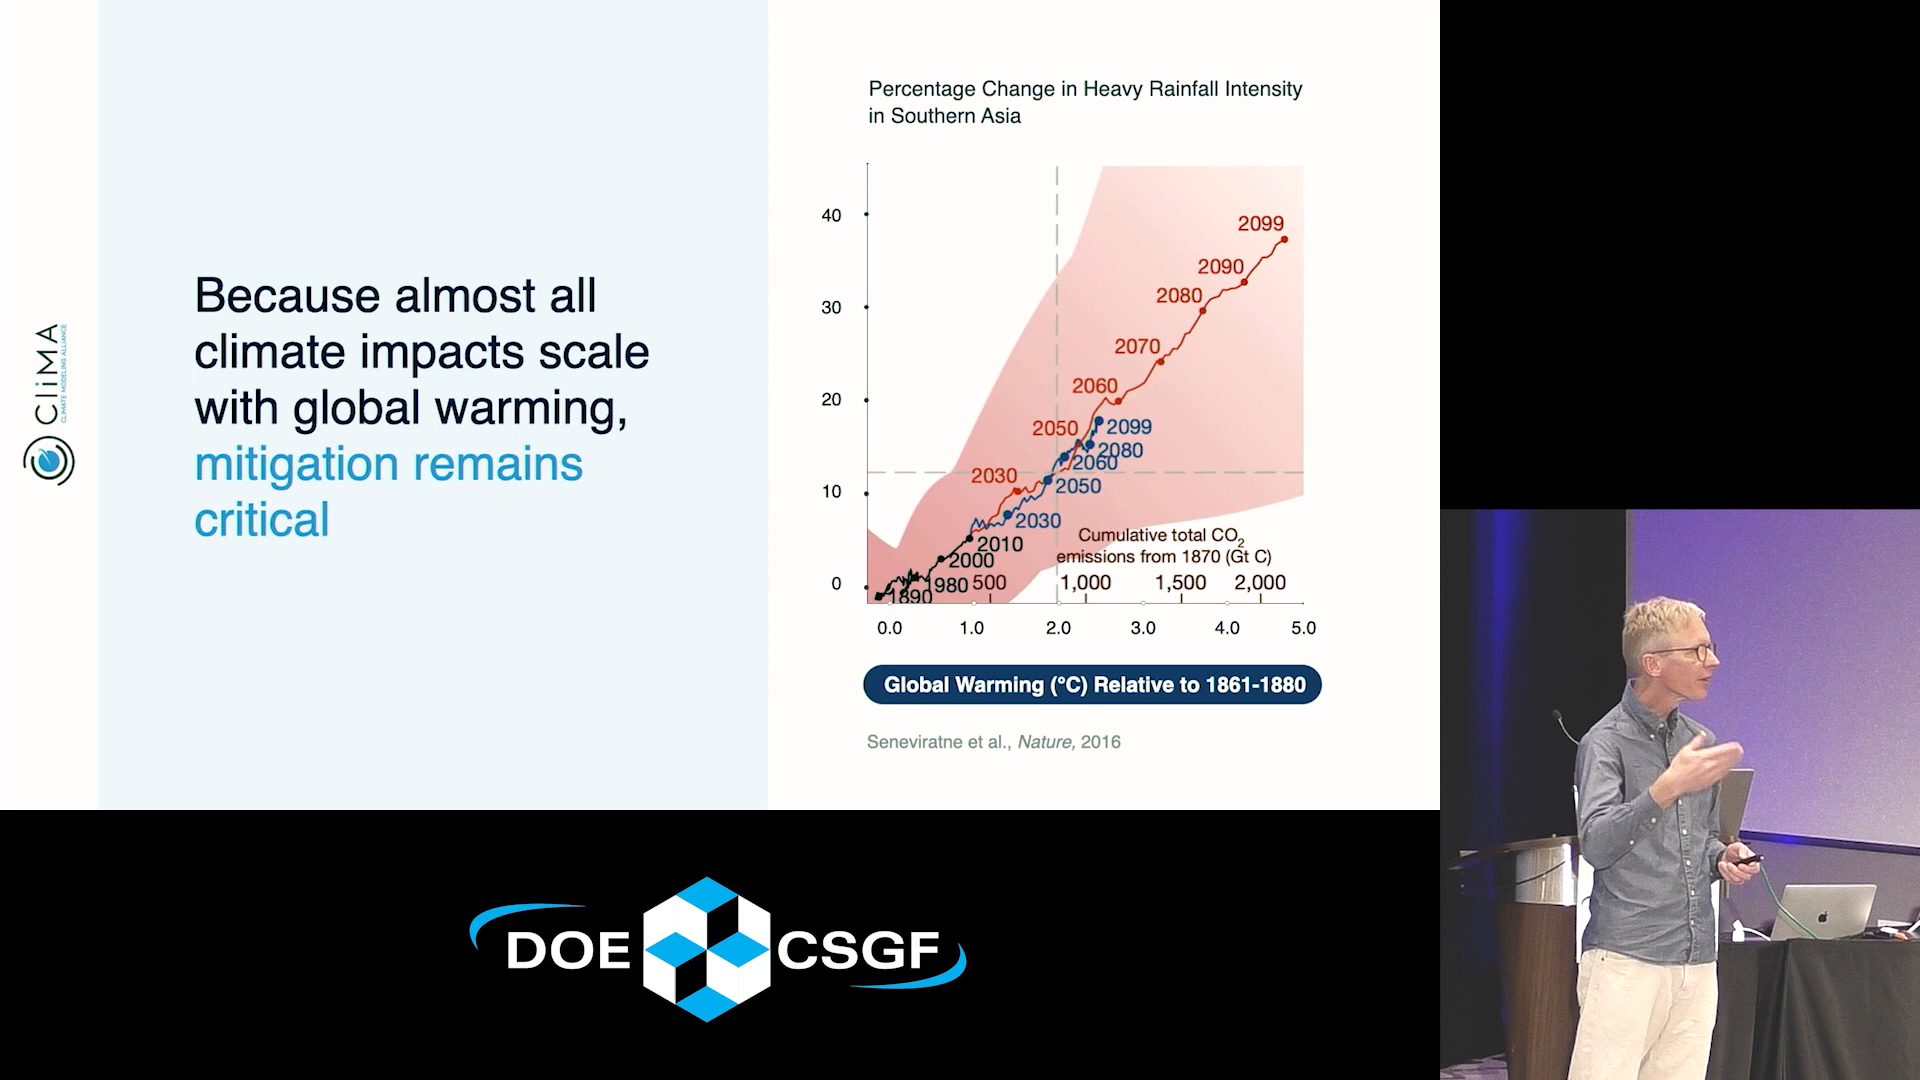 CLiMA
CLIMATE MODELING ALLIANCE
Because almost all
climate impacts scale
with global warming,
mitigation remains
critical
Percentage Change in Heavy Rainfall Intensity
in Southern Asia
40
30
20
10
0
2099
2090
2080
2070
2060
2050
2030
2099
2080
2060
2050
2030
2010
2000
1980
1890
Cumulative total CO2
emissions from 1870 (Gt C)
500 1,000 1,500 2,000
0.0 1.0 2.0 3.0 4.0 5.0
Global Warming (°C) Relative to 1861-1880
Seneviratne et al., Nature, 2016
DOE CSGF